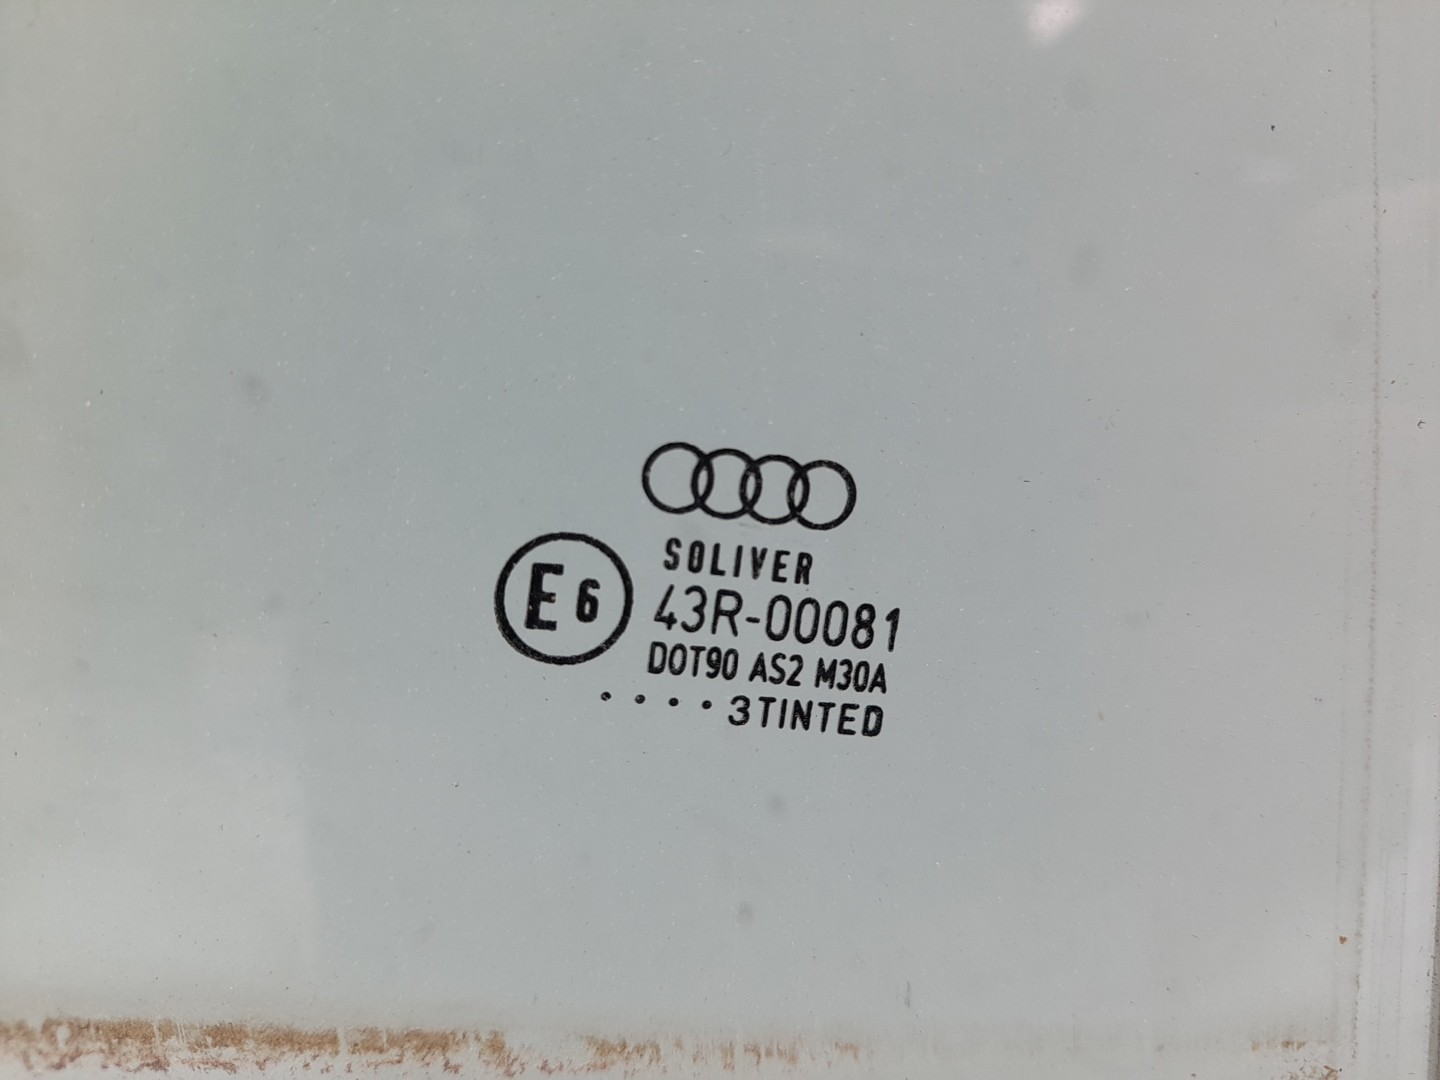 SOLIVER
E6 43R-00081
DOT90 AS2 M30A
....3TINTED